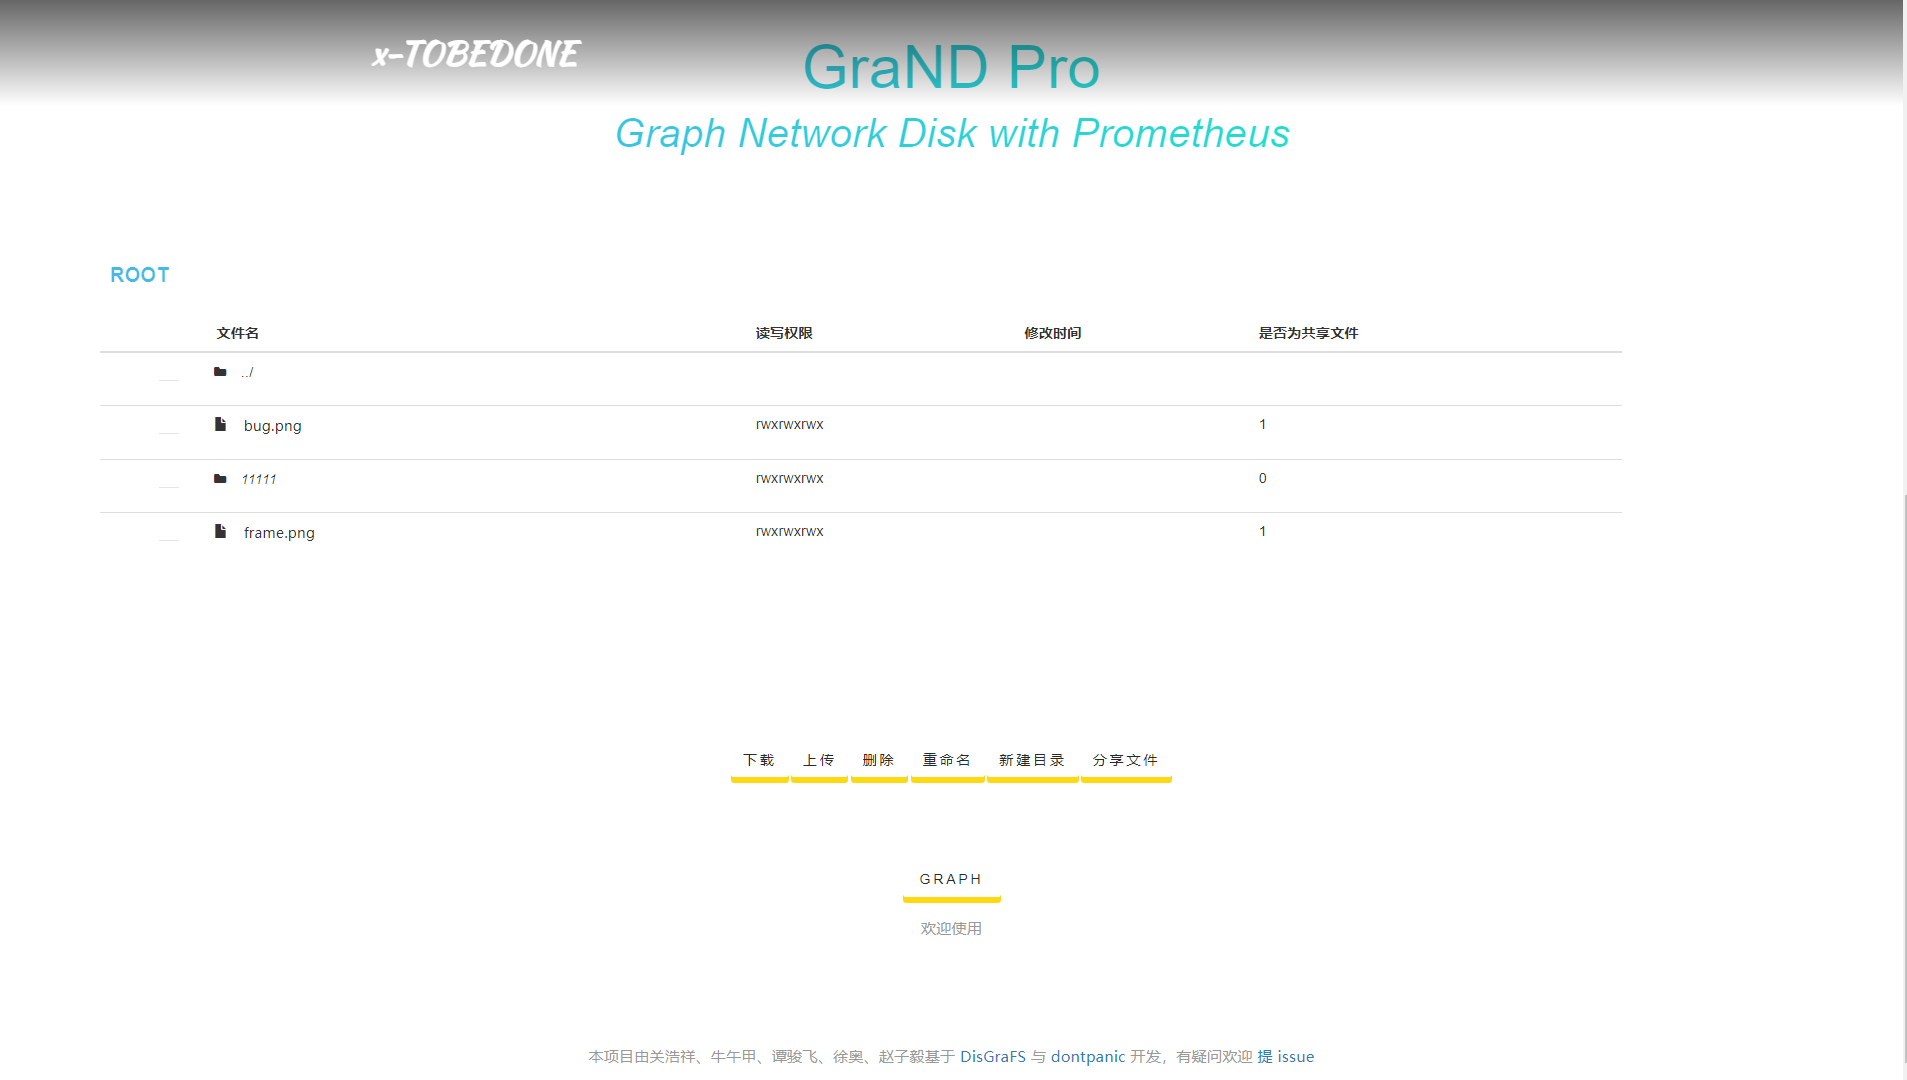 x-TOBEDONE
GraND Pro
Graph Network Disk with Prometheus
ROOT
文件名 读写权限 修改时间 是否为共享文件
../
bug.png rwxrwxrwx 1
11111 rwxrwxrwx 0
frame.png rwxrwxrwx 1
下载 上传 删除 重命名 新建目录 分享文件
GRAPH
欢迎使用
本项目由关浩祥、牛午甲、谭骏飞、徐奥、赵子毅基于 DisGraFS 与 dontpanic 开发，有疑问欢迎 提 issue